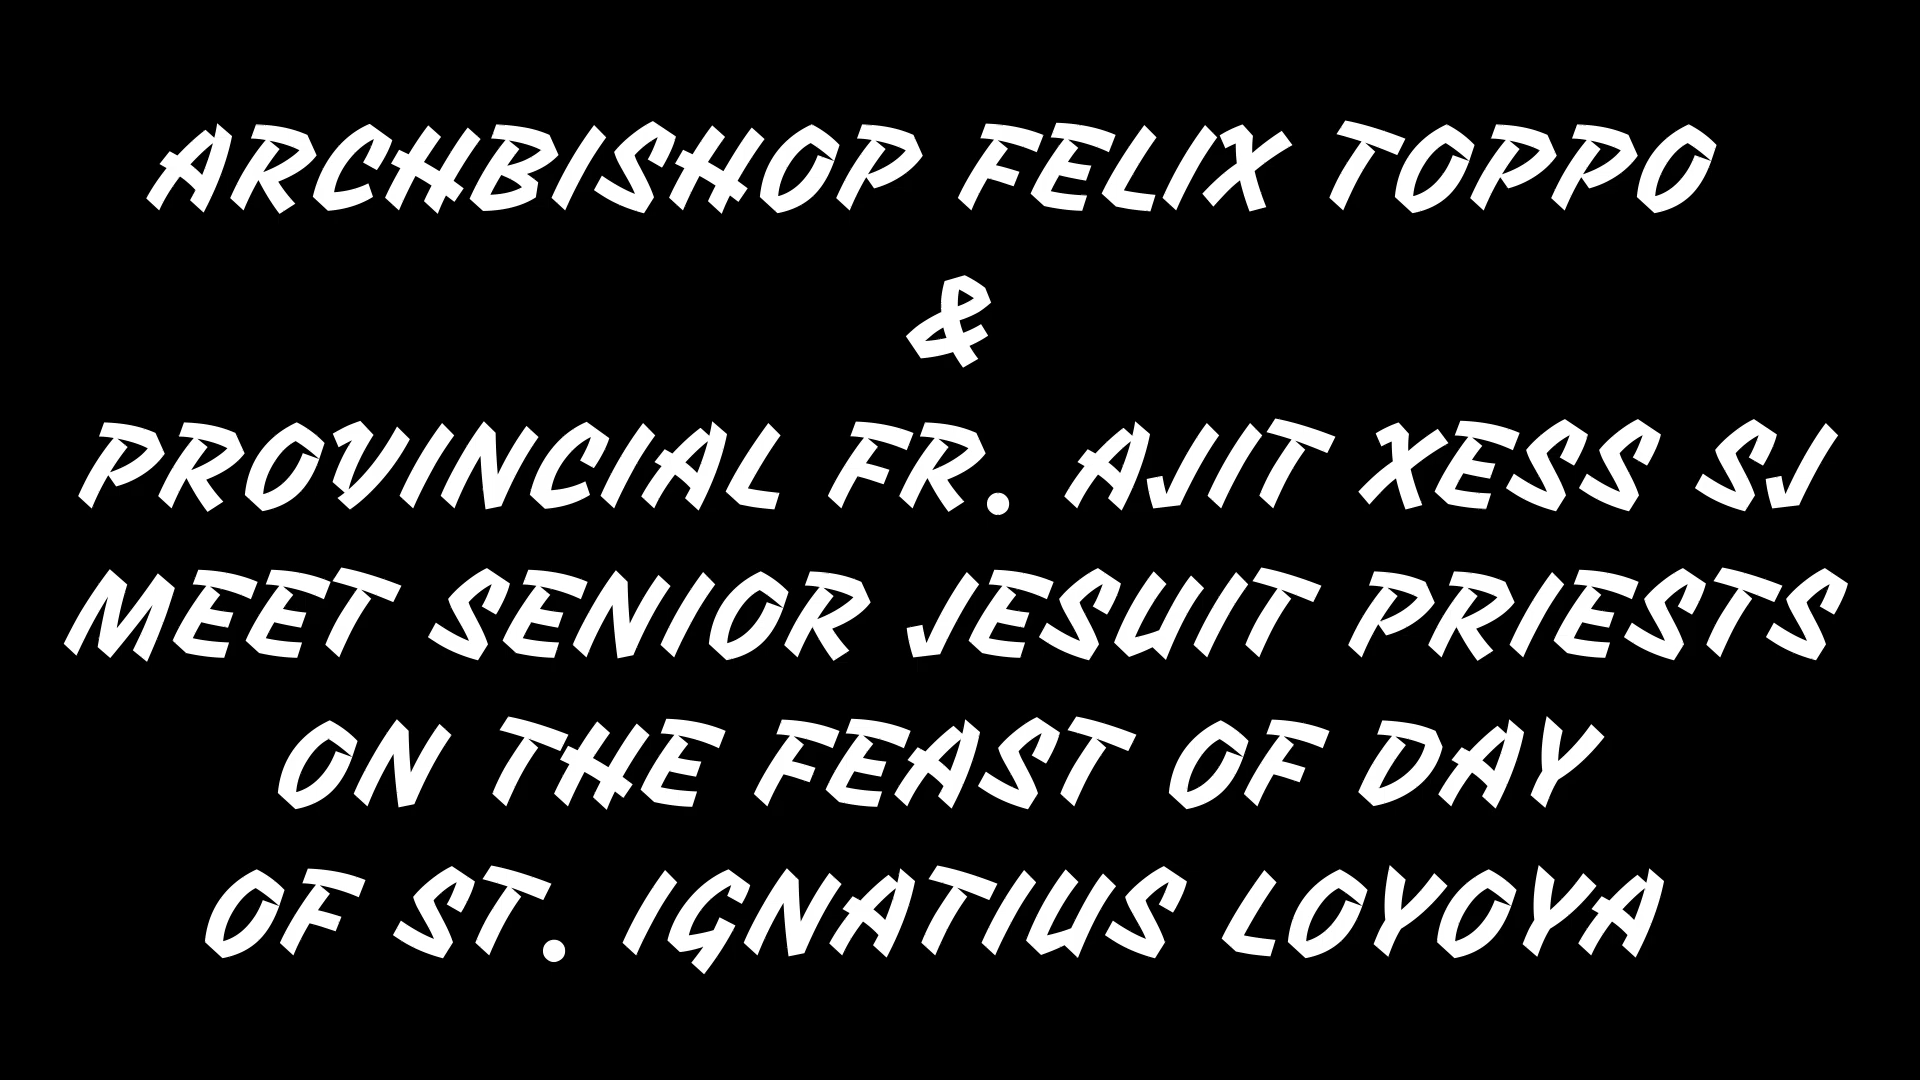 ARCHBISHOP FELIX TOPPO
&
PROVINCIAL FR. AJIT XESS SJ
MEET SENIOR JESUIT PRIESTS
ON THE FEAST OF DAY
OF ST. IGNATIUS LOYOYA